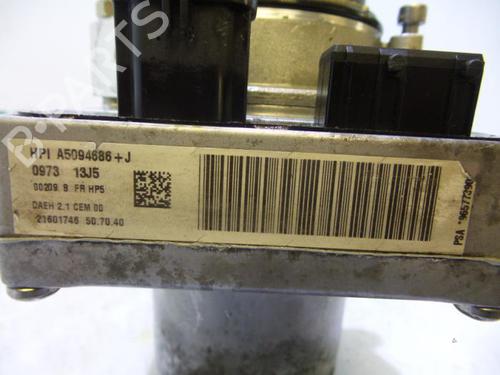 B-PARTS
HPI A5094686+J
0973 13J5
00209 9 FR HP5
DAEH 2.1 CEM 00
21601746 50.70.40
PSA